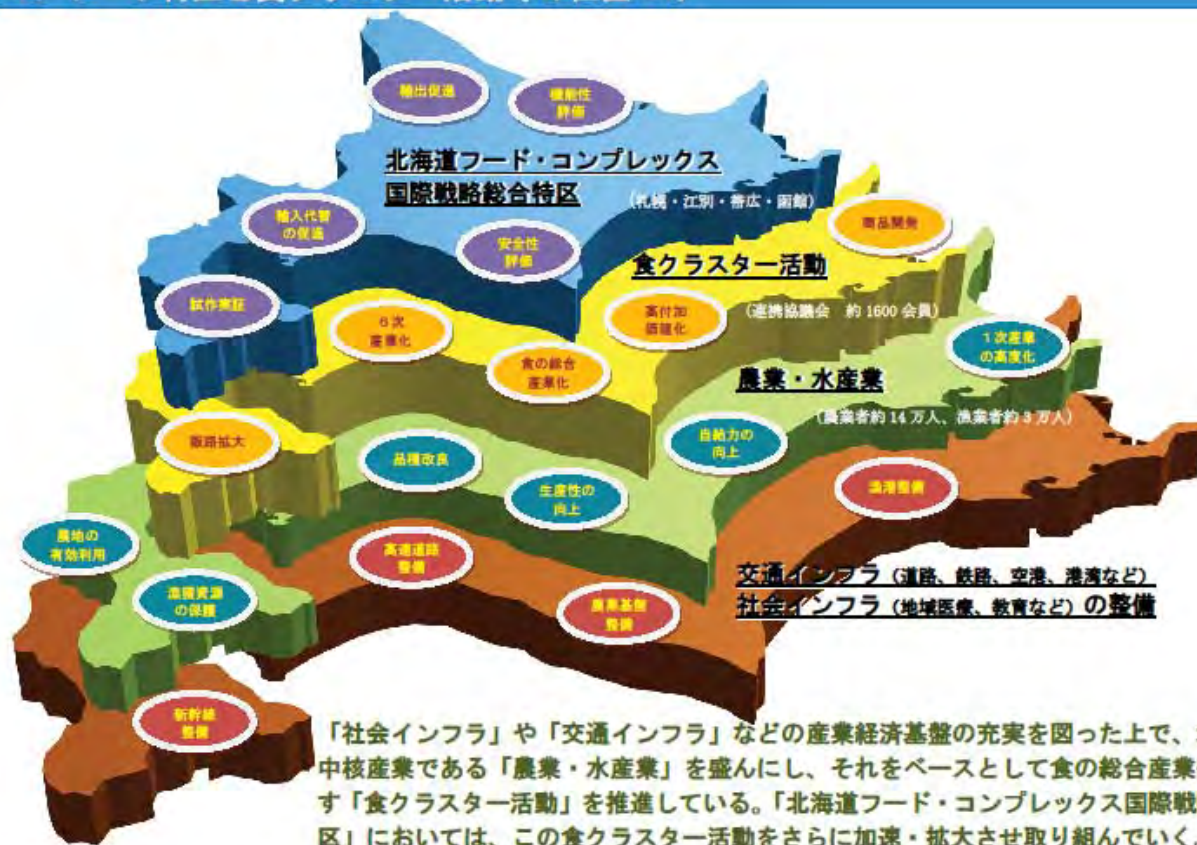 輸出促進
機能性
評価
北海道フード・コンプレックス
国際戦略総合特区 (札幌・江別・帯広・函館)
輸入代替
の促進
安全性
評価
商品開発
食クラスター活動
試作実証
6次
産業化
高付加
価値化
(連携協議会 約1600会員)
食の総合
産業化
1次産業
の高度化
農業・水産業
(農業者約14万人、漁業者約3万人)
販路拡大
品種改良
自給力の
向上
生産性の
向上
漁港整備
農地の
有効利用
高速道路
整備
漁獲資源
の保護
農業基盤
整備
交通インフラ(道路、鉄路、空港、港湾など)
社会インフラ(地域医療、教育など)の整備
新幹線
整備
「社会インフラ」や「交通インフラ」などの産業経済基盤の充実を図った上で、
中核産業である「農業・水産業」を盛んにし、それをベースとして食の総合産業
す「食クラスター活動」を推進している。「北海道フード・コンプレックス国際戦
区」においては、この食クラスター活動をさらに加速・拡大させ取り組んでいく。